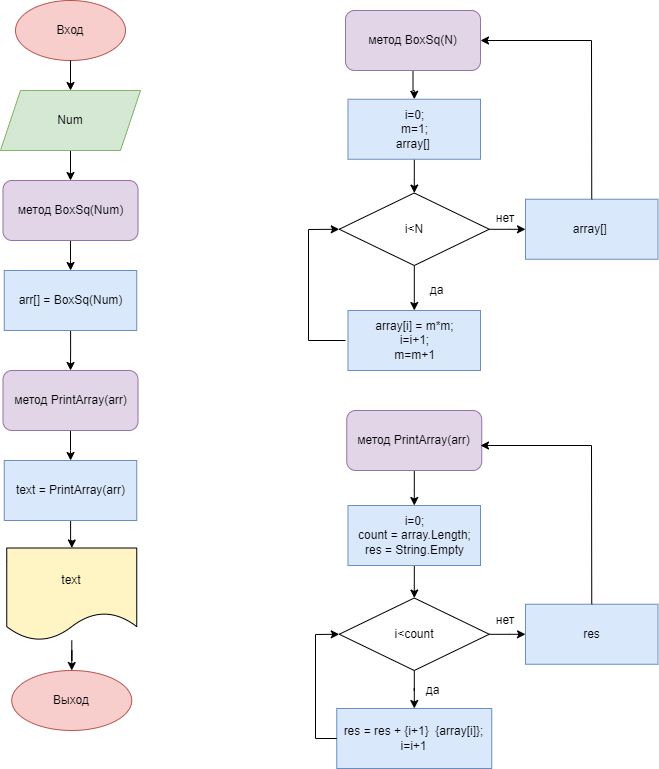 Вход
Num
метод BoxSq(Num)
arr[] = BoxSq(Num)
метод PrintArray(arr)
text = PrintArray(arr)
text
Выход
метод BoxSq(N)
i=0;
m=1;
array[]
i<N
нет
array[]
да
array[i] = m*m;
i=i+1;
m=m+1
метод PrintArray(arr)
i=0;
count = array.Length;
res = String.Empty
i<count
нет
res
да
res = res + {i+1}  {array[i]};
i=i+1